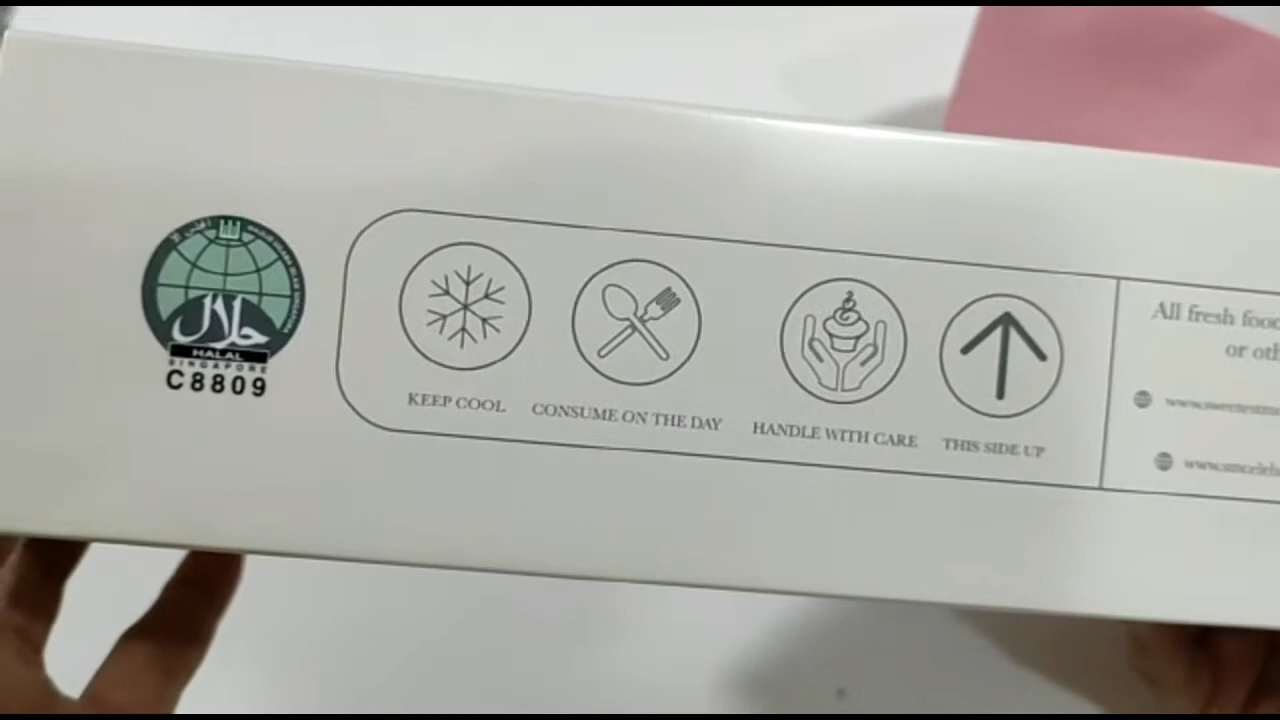 حلال
HALAL
SINGAPORE
C8809
KEEP COOL
CONSUME ON THE DAY
HANDLE WITH CARE
THIS SIDE UP
All fresh food
or oth